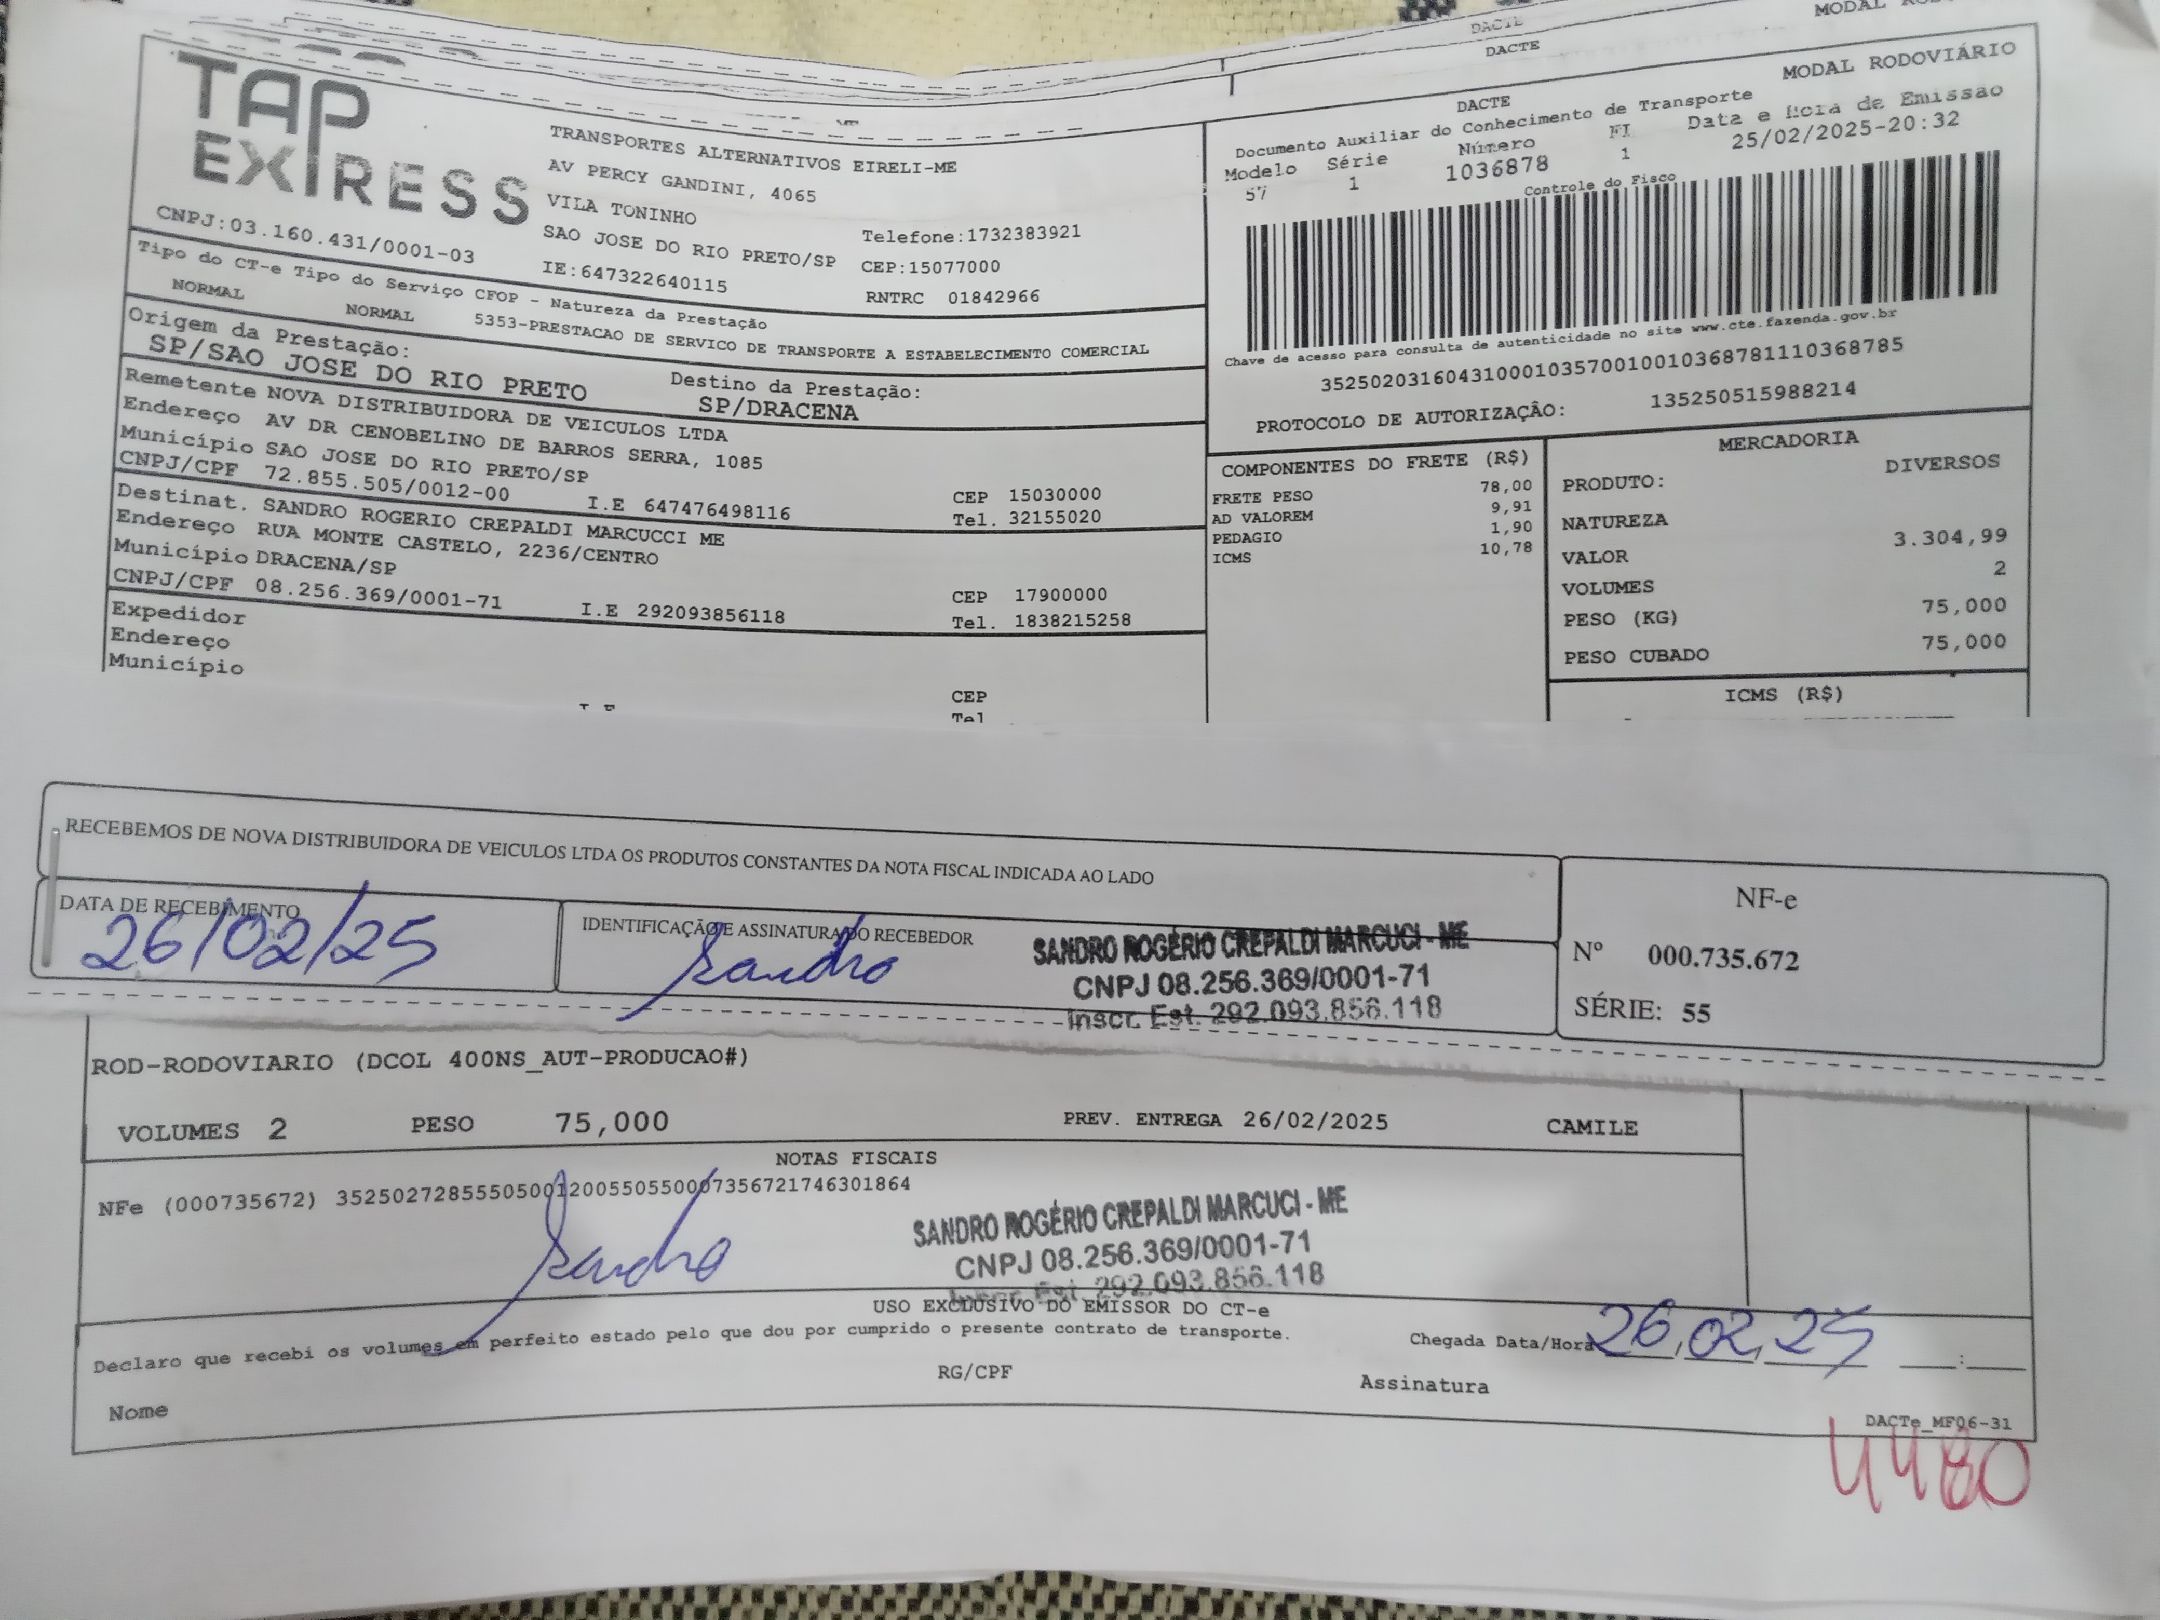 DACTE
DACTE
MODAL RODOVIÁRIO
TAP
EXPRESS
CNPJ:03.160.431/0001-03
TRANSPORTES ALTERNATIVOS EIRELI-ME
AV PERCY GANDINI, 4065
VILA TONINHO
SAO JOSE DO RIO PRETO/SP
IE:647322640115
Telefone:1732383921
CEP:15077000
RNTRC 01842966
DACTE
Documento Auxiliar do Conhecimento de Transporte
Modelo Série Número Fl Data e Hora de Emissao
57 1 1036878 1 25/02/2025-20:32
Controle do Fisco
Chave de acesso para consulta de autenticidade no site www.cte.fazenda.gov.br
35250203160431000103570010010368781110368785
PROTOCOLO DE AUTORIZAÇÃO: 135250515988214
Tipo do CT-e Tipo do Serviço CFOP - Natureza da Prestação
NORMAL NORMAL 5353-PRESTACAO DE SERVICO DE TRANSPORTE A ESTABELECIMENTO COMERCIAL
Origem da Prestação: Destino da Prestação:
SP/SAO JOSE DO RIO PRETO SP/DRACENA
Remetente NOVA DISTRIBUIDORA DE VEICULOS LTDA
Endereço AV DR CENOBELINO DE BARROS SERRA, 1085
Município SAO JOSE DO RIO PRETO/SP CEP 15030000
CNPJ/CPF 72.855.505/0012-00 I.E 647476498116 Tel. 32155020
Destinat. SANDRO ROGERIO CREPALDI MARCUCCI ME
Endereço RUA MONTE CASTELO, 2236/CENTRO
Município DRACENA/SP CEP 17900000
CNPJ/CPF 08.256.369/0001-71 I.E 292093856118 Tel. 1838215258
Expedidor
Endereço
Município CEP
Tel
COMPONENTES DO FRETE (R$)
FRETE PESO 78,00
AD VALOREM 9,91
PEDAGIO 1,90
ICMS 10,78
MERCADORIA
PRODUTO: DIVERSOS
NATUREZA
VALOR 3.304,99
VOLUMES 2
PESO (KG) 75,000
PESO CUBADO 75,000
ICMS (R$)
RECEBEMOS DE NOVA DISTRIBUIDORA DE VEICULOS LTDA OS PRODUTOS CONSTANTES DA NOTA FISCAL INDICADA AO LADO
DATA DE RECEBIMENTO
26/02/25
IDENTIFICAÇÃO E ASSINATURA DO RECEBEDOR
Sandro
SANDRO ROGÉRIO CREPALDI MARCUCI - ME
CNPJ 08.256.369/0001-71
Inscr. Est. 292.093.856.118
NF-e
Nº 000.735.672
SÉRIE: 55
ROD-RODOVIARIO (DCOL 400NS_AUT-PRODUCAO#)
VOLUMES 2 PESO 75,000 PREV. ENTREGA 26/02/2025 CAMILE
NOTAS FISCAIS
NFe (000735672) 35250272855505001200550550007356721746301864
Sandro
SANDRO ROGÉRIO CREPALDI MARCUCI - ME
CNPJ 08.256.369/0001-71
Inscr. Est. 292.093.856.118
USO EXCLUSIVO DO EMISSOR DO CT-e
Declaro que recebi os volumes em perfeito estado pelo que dou por cumprido o presente contrato de transporte.
Chegada Data/Hora 26,02,25 :
Nome RG/CPF Assinatura
DACTe_MF06-31
4480